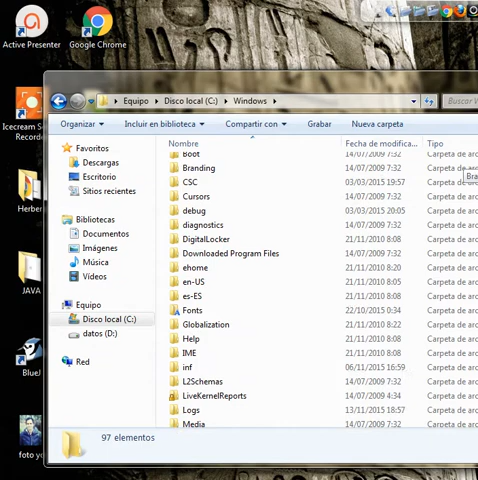 Active Presenter
Google Chrome
Icecream S
Recorde
Herber
JAVA
BlueJ
foto yo
Equipo
Disco local (C:)
Windows
Buscar W
Organizar
Incluir en biblioteca
Compartir con
Grabar
Nueva carpeta
Favoritos
Descargas
Escritorio
Sitios recientes
Bibliotecas
Documentos
Imágenes
Música
Vídeos
Equipo
Disco local (C:)
datos (D:)
Red
Nombre Fecha de modifica... Tipo
Boot 14/07/2009 7:32 Carpeta de arc
Branding 14/07/2009 7:32 Carpeta de arc
CSC 03/03/2015 19:57 Carpeta de arc
Cursors 14/07/2009 7:32 Carpeta de arc
debug 03/03/2015 20:05 Carpeta de arc
diagnostics 14/07/2009 7:32 Carpeta de arc
DigitalLocker 21/11/2010 8:08 Carpeta de arc
Downloaded Program Files 14/07/2009 7:32 Carpeta de arc
ehome 21/11/2010 8:20 Carpeta de arc
en-US 21/11/2010 8:05 Carpeta de arc
es-ES 21/11/2010 8:08 Carpeta de arc
Fonts 22/10/2015 0:34 Carpeta de arc
Globalization 21/11/2010 8:22 Carpeta de arc
Help 21/11/2010 8:08 Carpeta de arc
IME 21/11/2010 8:08 Carpeta de arc
inf 06/11/2015 16:59 Carpeta de arc
L2Schemas 14/07/2009 7:32 Carpeta de arc
LiveKernelReports 14/07/2009 4:34 Carpeta de arc
Logs 13/11/2015 18:57 Carpeta de arc
Media 14/07/2009 7:32 Carpeta de arc
Bra
97 elementos